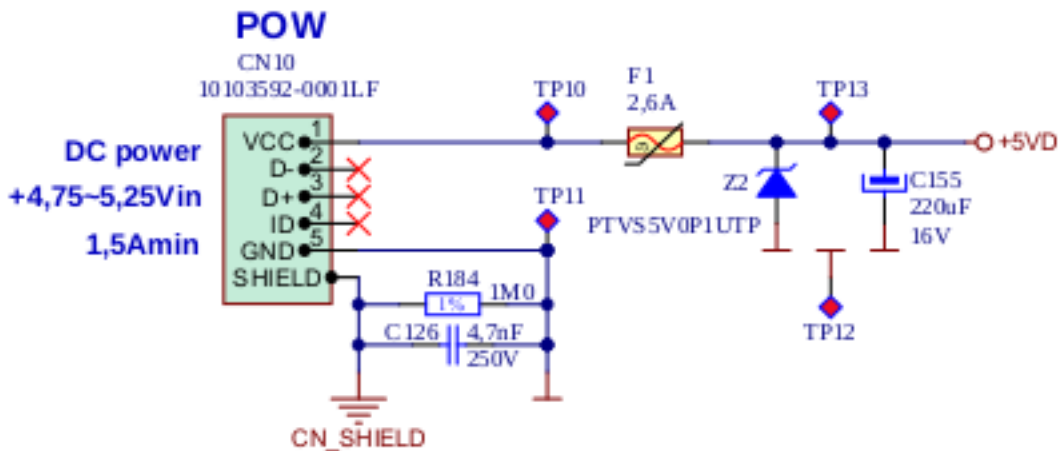 POW
CN10
10103592-0001LF
DC power
+4,75~5,25Vin
1,5Amin
VCC 1
D- 2
D+ 3
ID 4
GND 5
SHIELD
TP10
F1
2,6A
TP13
+5VD
Z2
PTVS5V0P1UTP
C155
220uF
16V
TP11
TP12
R184
1%
1M0
C126
4,7nF
250V
CN_SHIELD